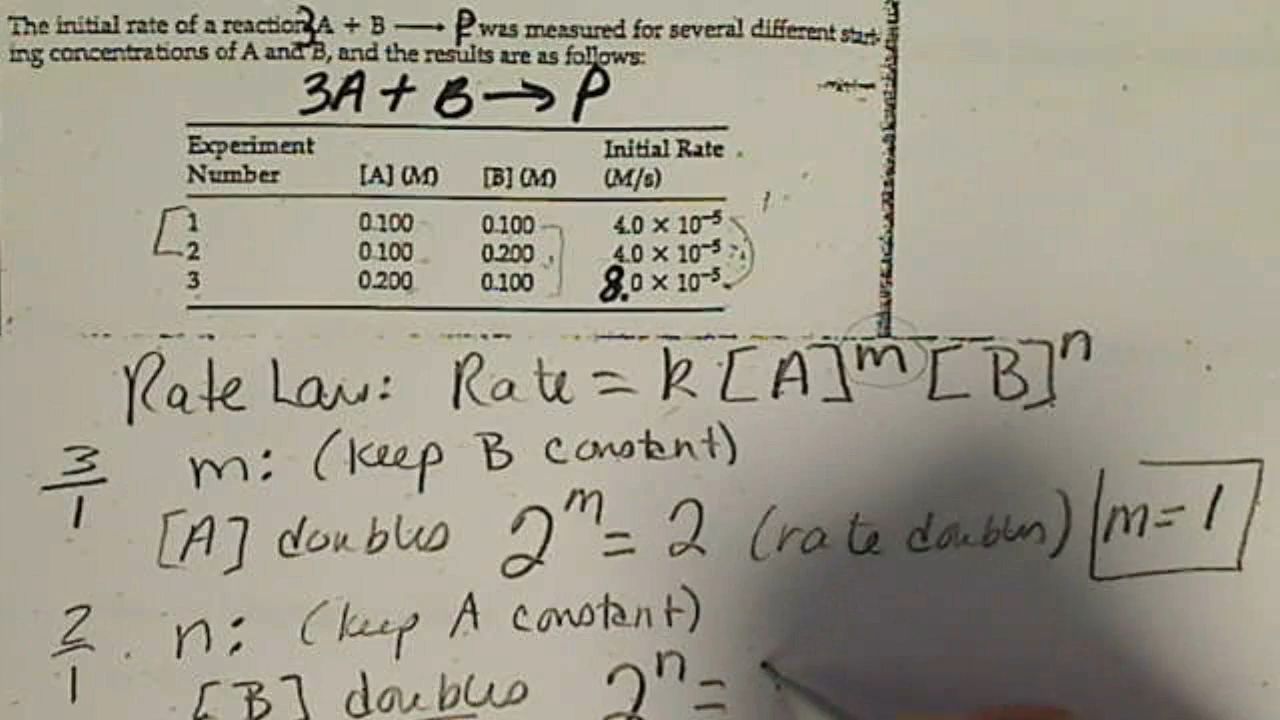 The initial rate of a reaction 3A + B → P was measured for several different start-
ing concentrations of A and B, and the results are as follows:
3A + B → P
Experiment Number [A] (M) [B] (M) Initial Rate (M/s)
1 0.100 0.100 4.0 × 10⁻⁵
2 0.100 0.200 4.0 × 10⁻⁵
3 0.200 0.100 8.0 × 10⁻⁵
Rate Law: Rate = k [A]ᵐ [B]ⁿ
3/1 m: (keep B constant)
[A] doubles 2ᵐ = 2 (rate doubles) m = 1
2/1 n: (keep A constant)
[B] doubles 2ⁿ =